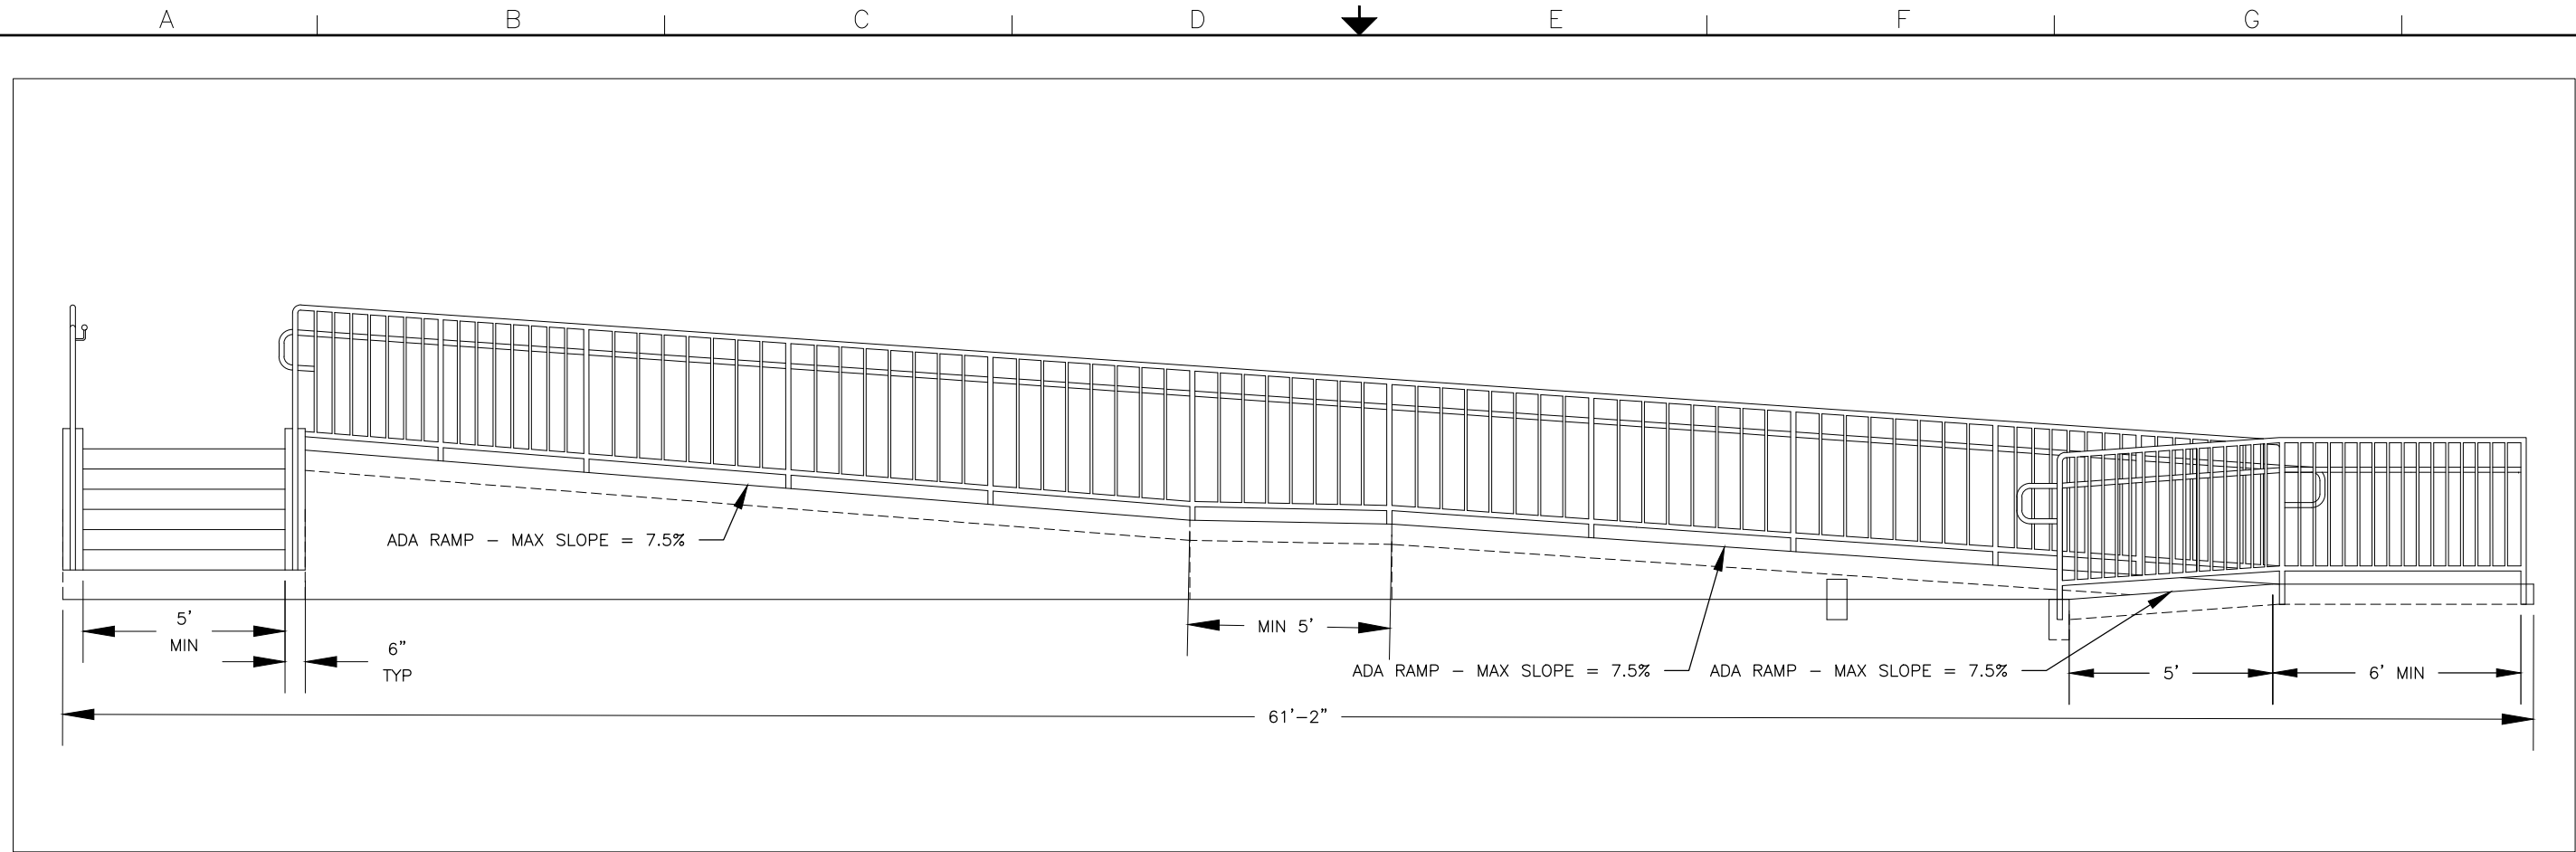 A B C D E F G
ADA RAMP – MAX SLOPE = 7.5%
5’
MIN
6”
TYP
MIN 5’
ADA RAMP – MAX SLOPE = 7.5%
ADA RAMP – MAX SLOPE = 7.5%
5’
6’ MIN
61’–2”